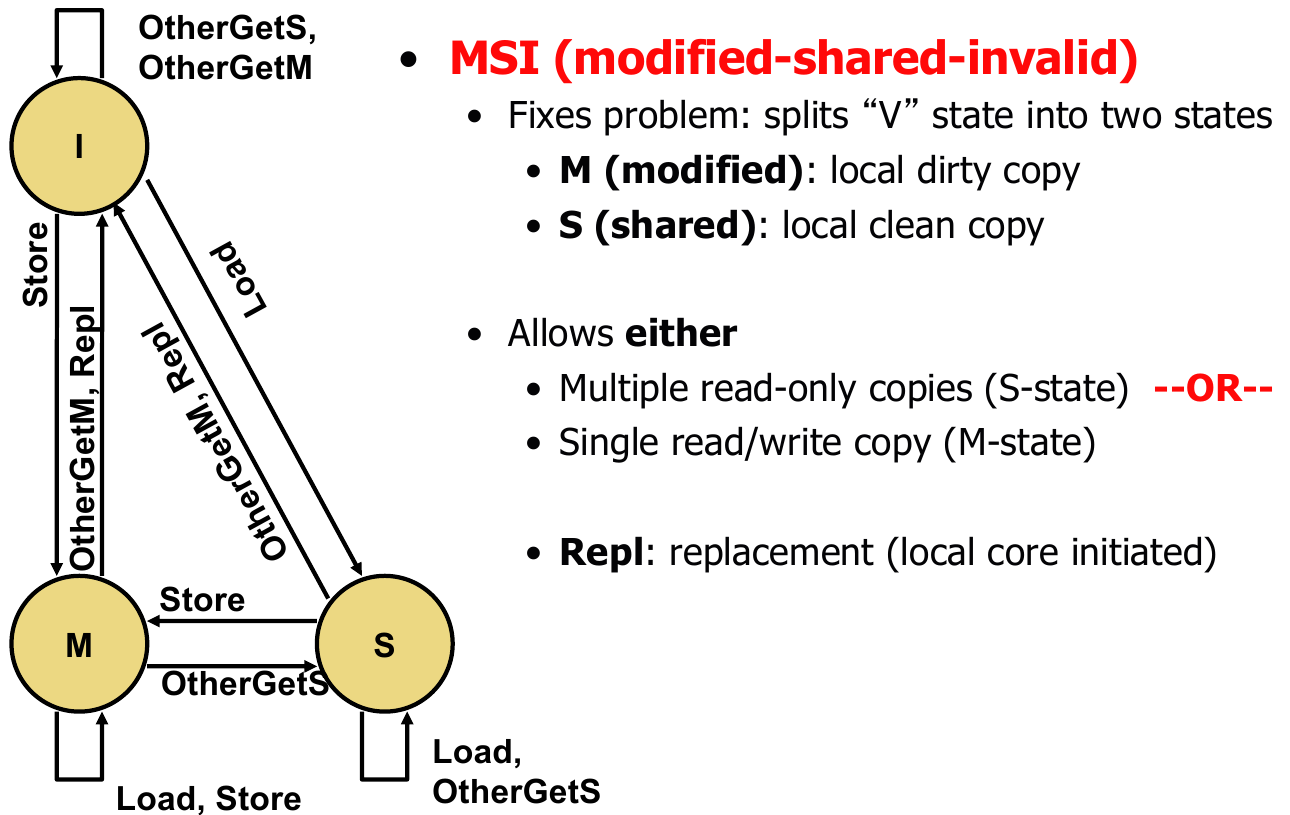 OtherGetS,
OtherGetM
I
Store
OtherGetM, Repl
OtherGetM, Repl
Load
M
Store
OtherGetS
S
Load, Store
Load,
OtherGetS
• MSI (modified-shared-invalid)
• Fixes problem: splits “V” state into two states
• M (modified): local dirty copy
• S (shared): local clean copy
• Allows either
• Multiple read-only copies (S-state) --OR--
• Single read/write copy (M-state)
• Repl: replacement (local core initiated)